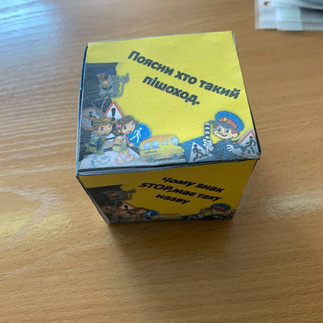 Поясни хто такий
пішоход.
Чому знак
STOP,має таку
назву